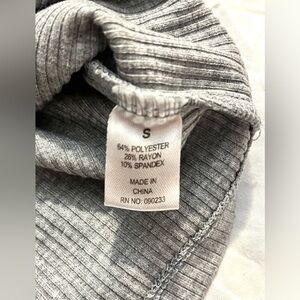 S
64% POLYESTER
26% RAYON
10% SPANDEX
MADE IN
CHINA
RN NO: 090233